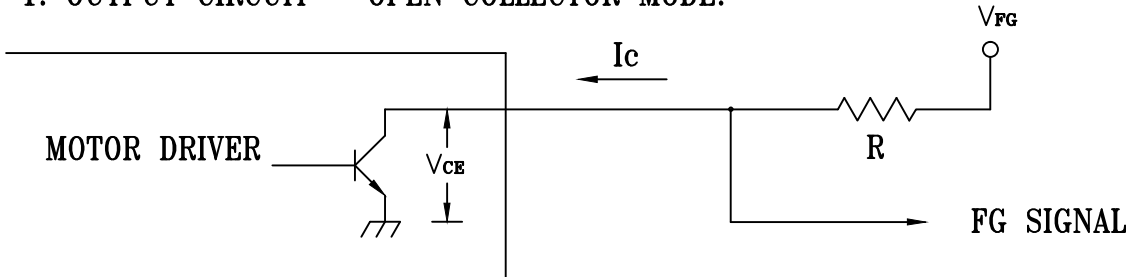 1. OUTPUT CIRCUIT - OPEN COLLECTOR MODE:
VFG
Ic
MOTOR DRIVER
VCE
R
FG SIGNAL